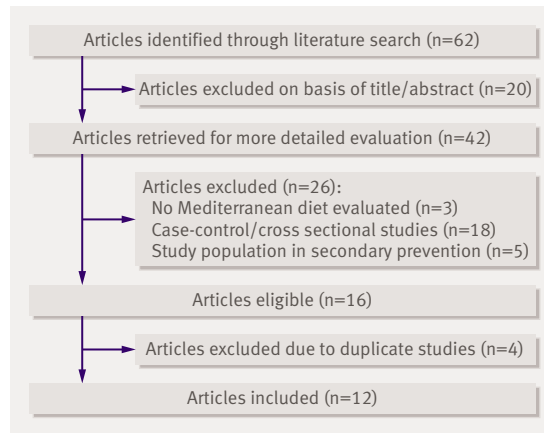 Articles identified through literature search (n=62)
Articles excluded on basis of title/abstract (n=20)
Articles retrieved for more detailed evaluation (n=42)
Articles excluded (n=26):
No Mediterranean diet evaluated (n=3)
Case-control/cross sectional studies (n=18)
Study population in secondary prevention (n=5)
Articles eligible (n=16)
Articles excluded due to duplicate studies (n=4)
Articles included (n=12)